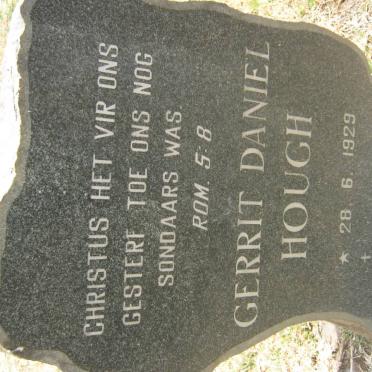 CHRISTUS HET VIR ONS
GESTERF TOE ONS NOG
SONDAARS WAS.
ROM. 5:8
GERRIT DANIEL
HOUGH
★ 28. 6. 1929
+